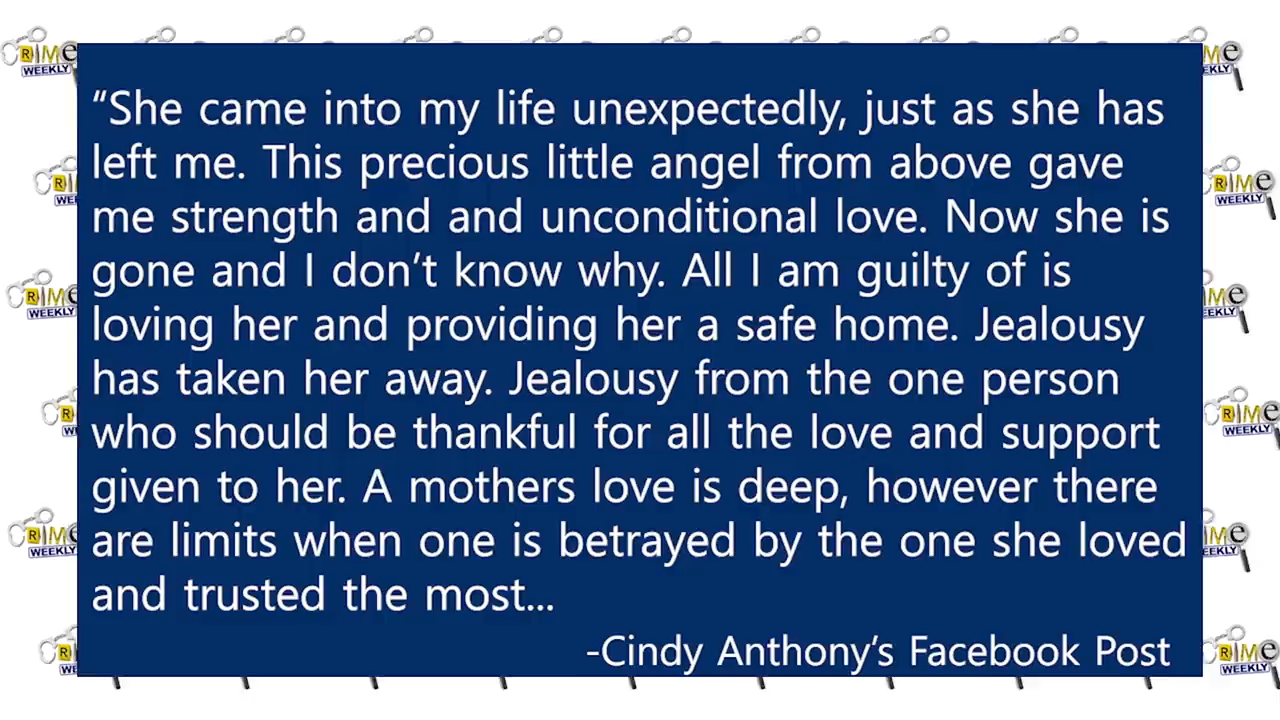 “She came into my life unexpectedly, just as she has
left me. This precious little angel from above gave
me strength and and unconditional love. Now she is
gone and I don’t know why. All I am guilty of is
loving her and providing her a safe home. Jealousy
has taken her away. Jealousy from the one person
who should be thankful for all the love and support
given to her. A mothers love is deep, however there
are limits when one is betrayed by the one she loved
and trusted the most...
-Cindy Anthony’s Facebook Post
CRIMe
WEEKLY